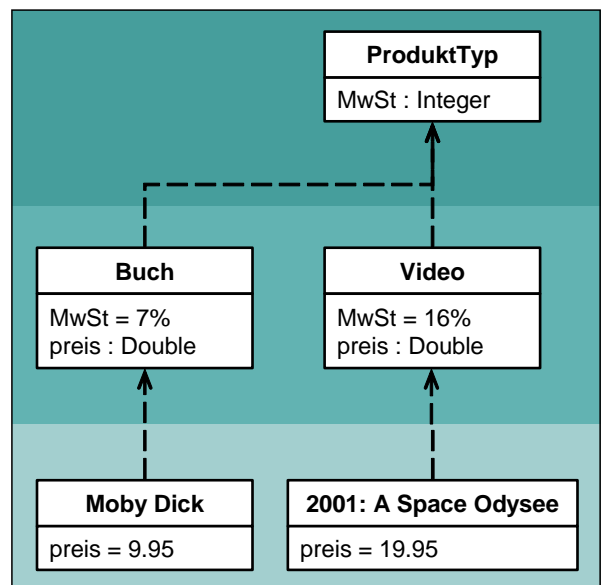 ProduktTyp
MwSt : Integer
Buch
MwSt = 7%
preis : Double
Video
MwSt = 16%
preis : Double
Moby Dick
preis = 9.95
2001: A Space Odysee
preis = 19.95